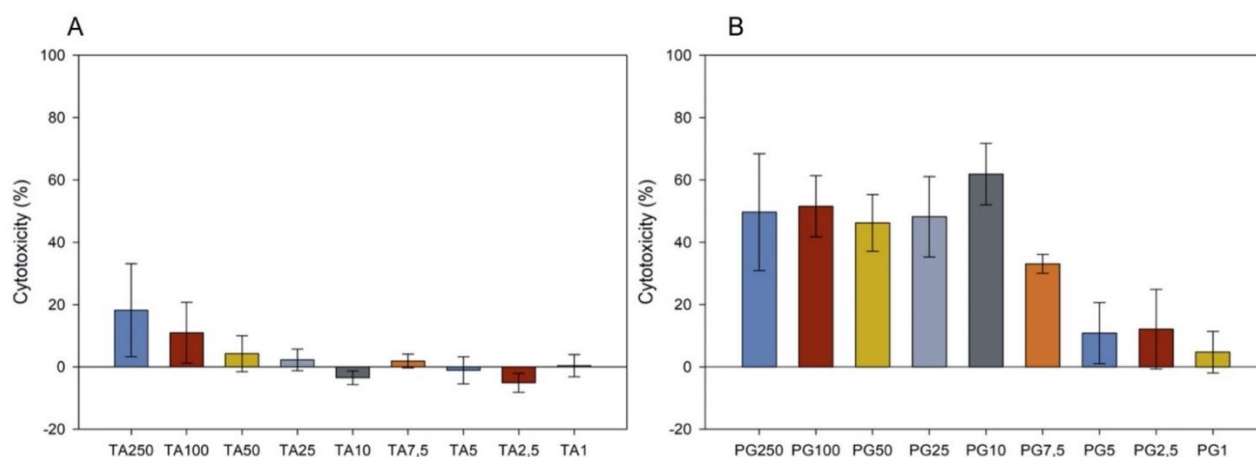 A
Cytotoxicity (%)
100
80
60
40
20
0
-20
TA250 TA100 TA50 TA25 TA10 TA7,5 TA5 TA2,5 TA1
B
Cytotoxicity (%)
100
80
60
40
20
0
-20
PG250 PG100 PG50 PG25 PG10 PG7,5 PG5 PG2,5 PG1